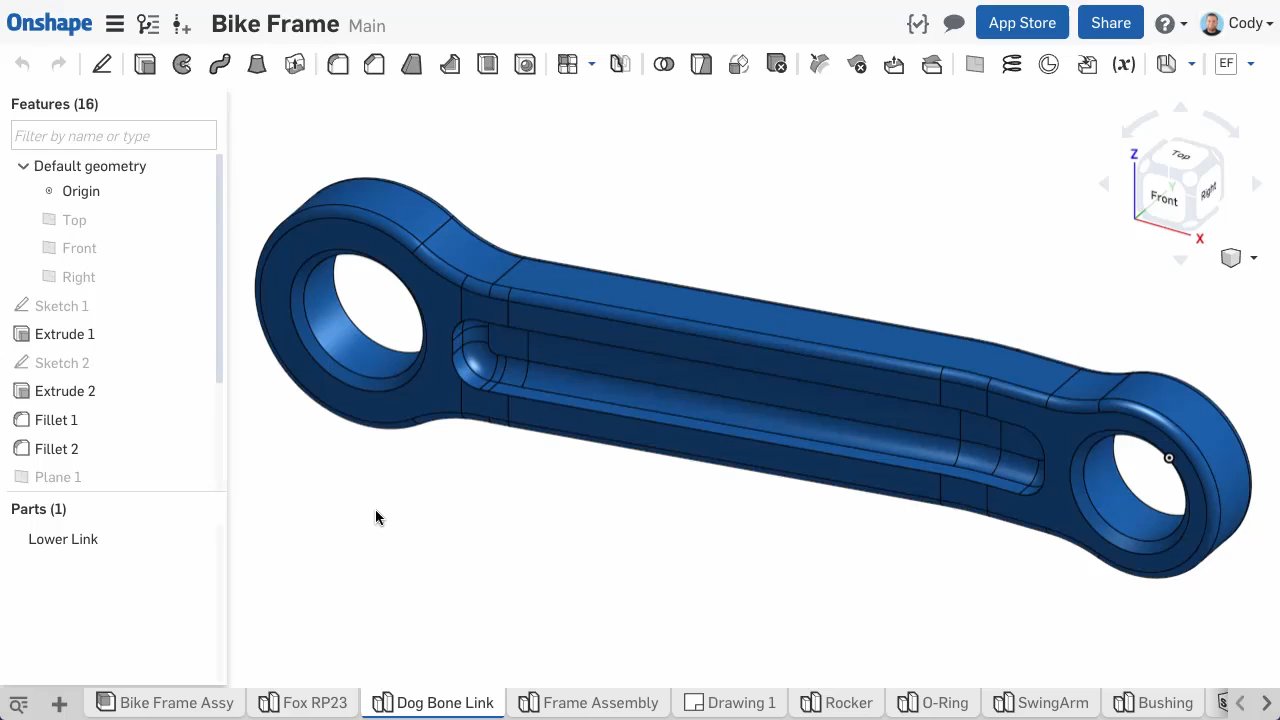 Onshape Bike Frame Main App Store Share Cody
(x) EF
Features (16)
Filter by name or type
Default geometry
Origin
Top
Front
Right
Sketch 1
Extrude 1
Sketch 2
Extrude 2
Fillet 1
Fillet 2
Plane 1
Parts (1)
Lower Link
Top
Z
Y
Front Right
X
Bike Frame Assy Fox RP23 Dog Bone Link Frame Assembly Drawing 1 Rocker O-Ring SwingArm Bushing